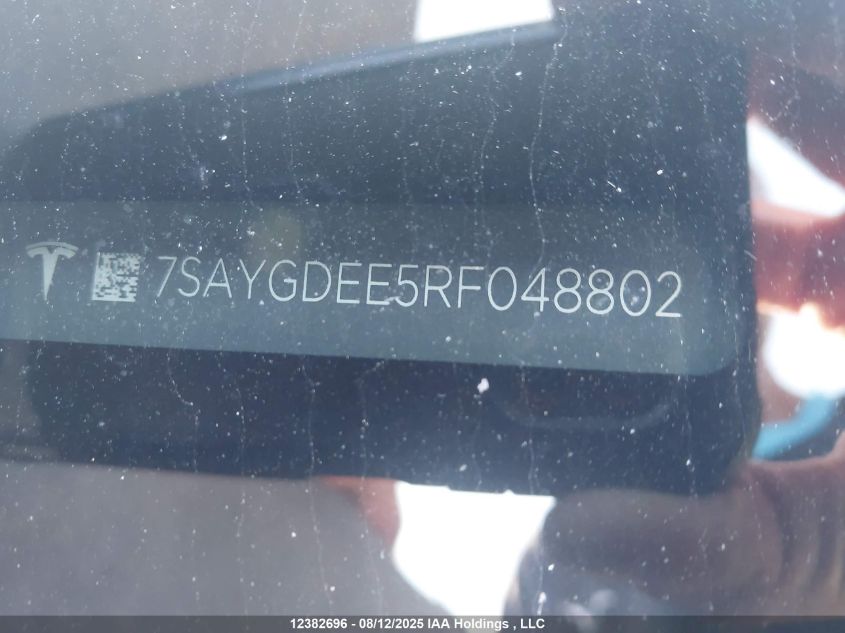 7SAYGDEE5RF048802
12382696 - 08/12/2025 IAA Holdings , LLC